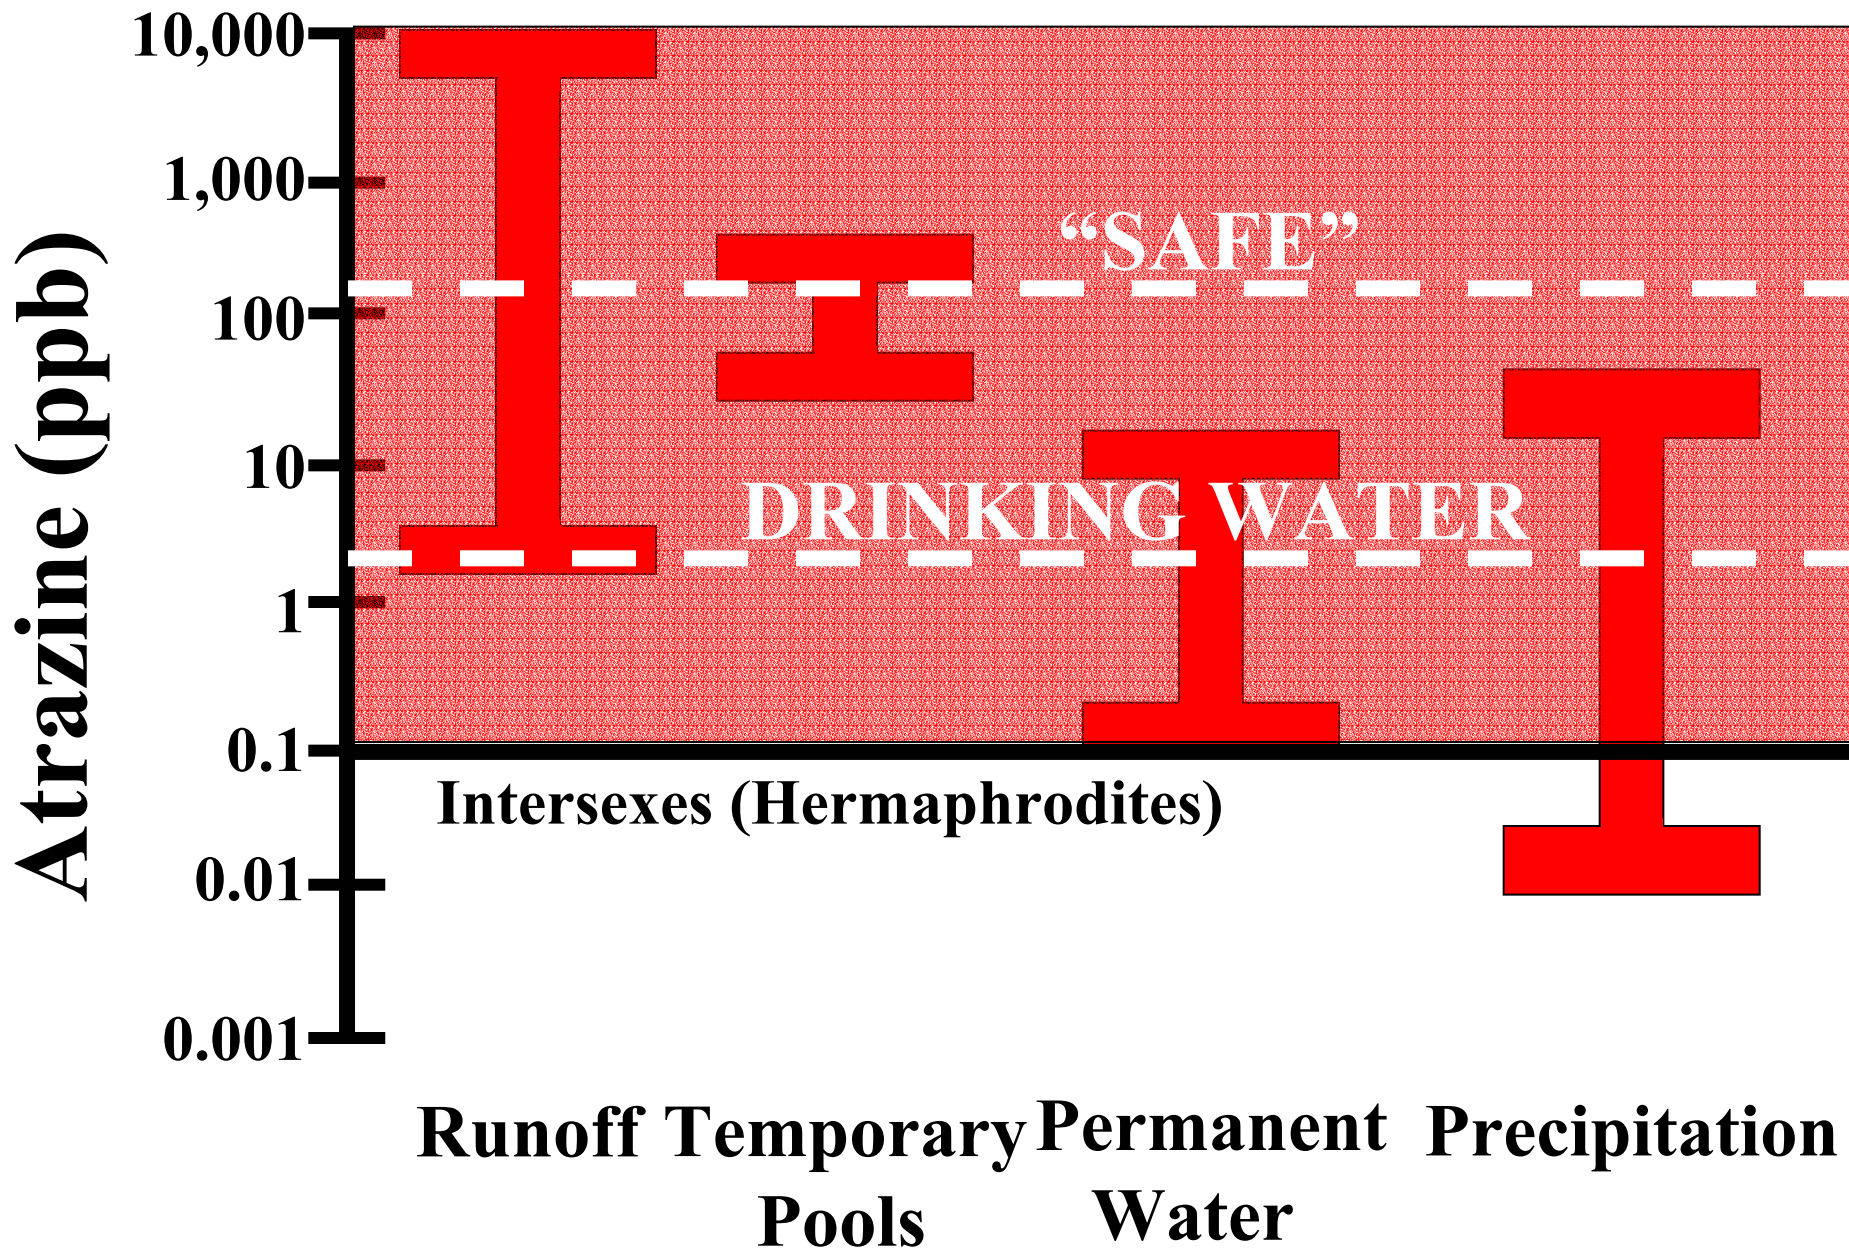 Atrazine (ppb)
10,000
1,000
100
10
1
0.1
0.01
0.001
“SAFE”
DRINKING WATER
Intersexes (Hermaphrodites)
Runoff
Temporary
Pools
Permanent
Water
Precipitation